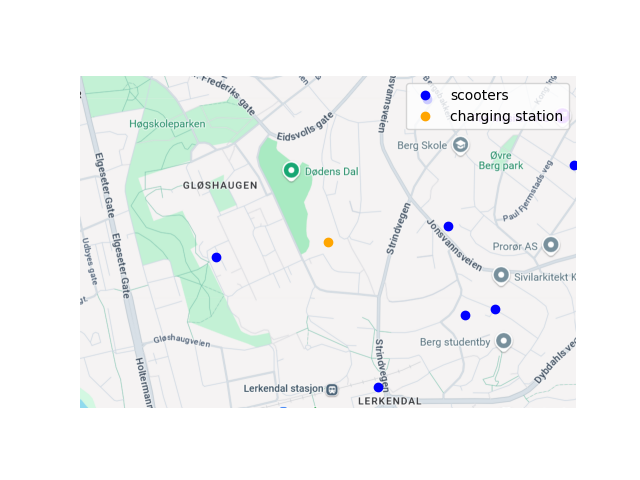 scooters
charging station
. Frederiks gate
Eidsvolls gate
Høgskoleparken
Berg Skole
Øvre
Berg park
Dødens Dal
GLØSHAUGEN
Elgeseter Gate
Paul Fjermstads veg
Strindvegen
Jonsvannsveien
Prorør AS
Udbyes gate
Elgeseter Gate
Sivilarkitekt K
Gløshaugveien
Berg studentby
Strindvegen
Holtermann
Dybdahls veg
Lerkendal stasjon
LERKENDAL